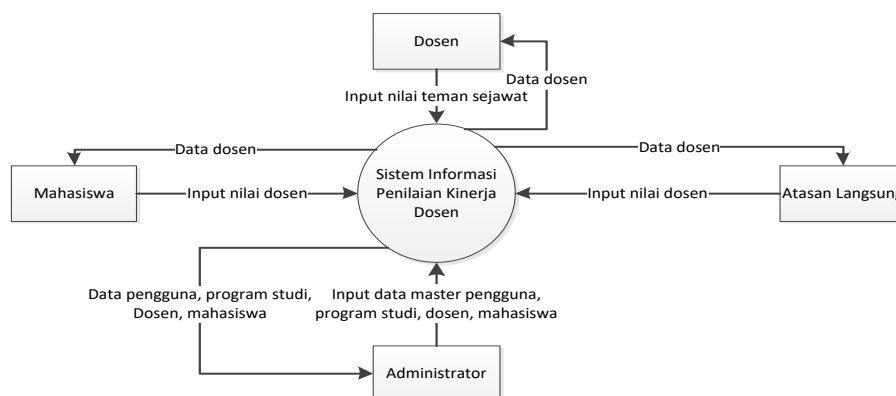 Dosen
Data dosen
Input nilai teman sejawat
Data dosen
Data dosen
Sistem Informasi
Penilaian Kinerja
Dosen
Mahasiswa
Input nilai dosen
Input nilai dosen
Atasan Langsung
Data pengguna, program studi,
Dosen, mahasiswa
Input data master pengguna,
program studi, dosen, mahasiswa
Administrator